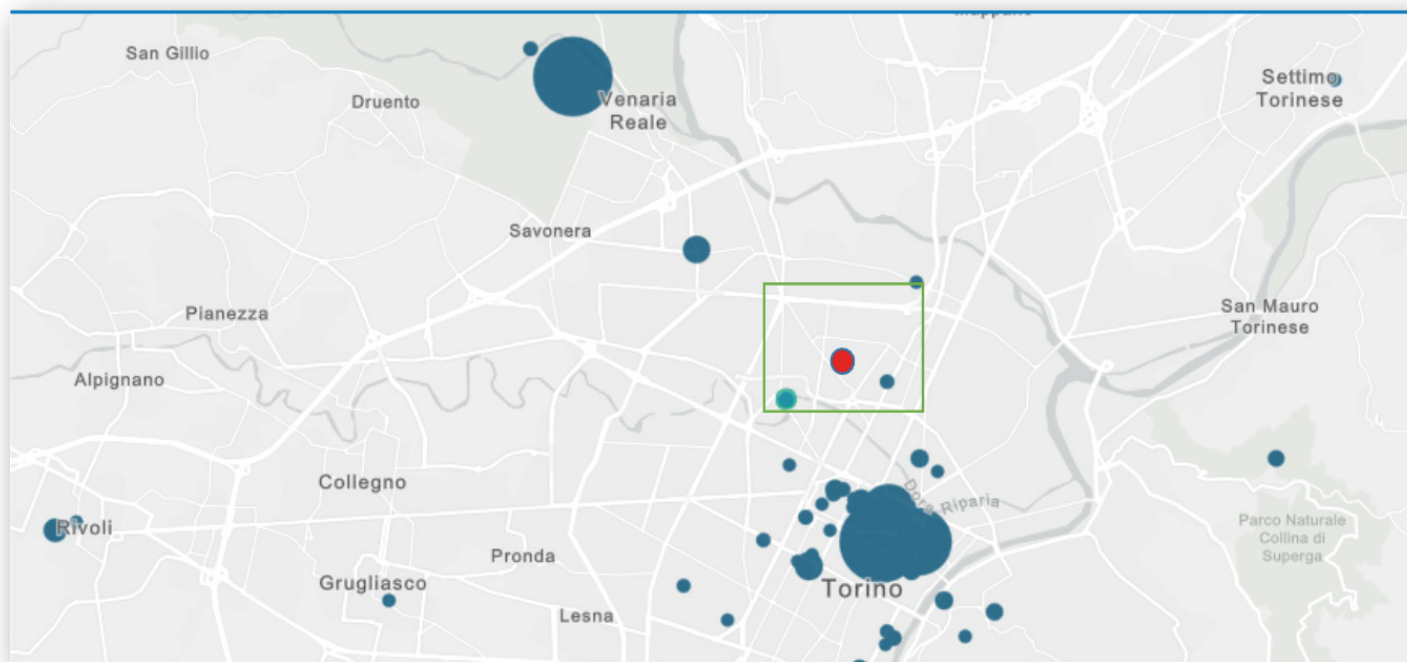 San Gillio
Druento
Venaria
Reale
Settimo
Torinese
Savonera
Pianezza
San Mauro
Torinese
Alpignano
Collegno
Dora Riparia
Rivoli
Parco Naturale
Collina di
Superga
Pronda
Grugliasco
Torino
Lesna